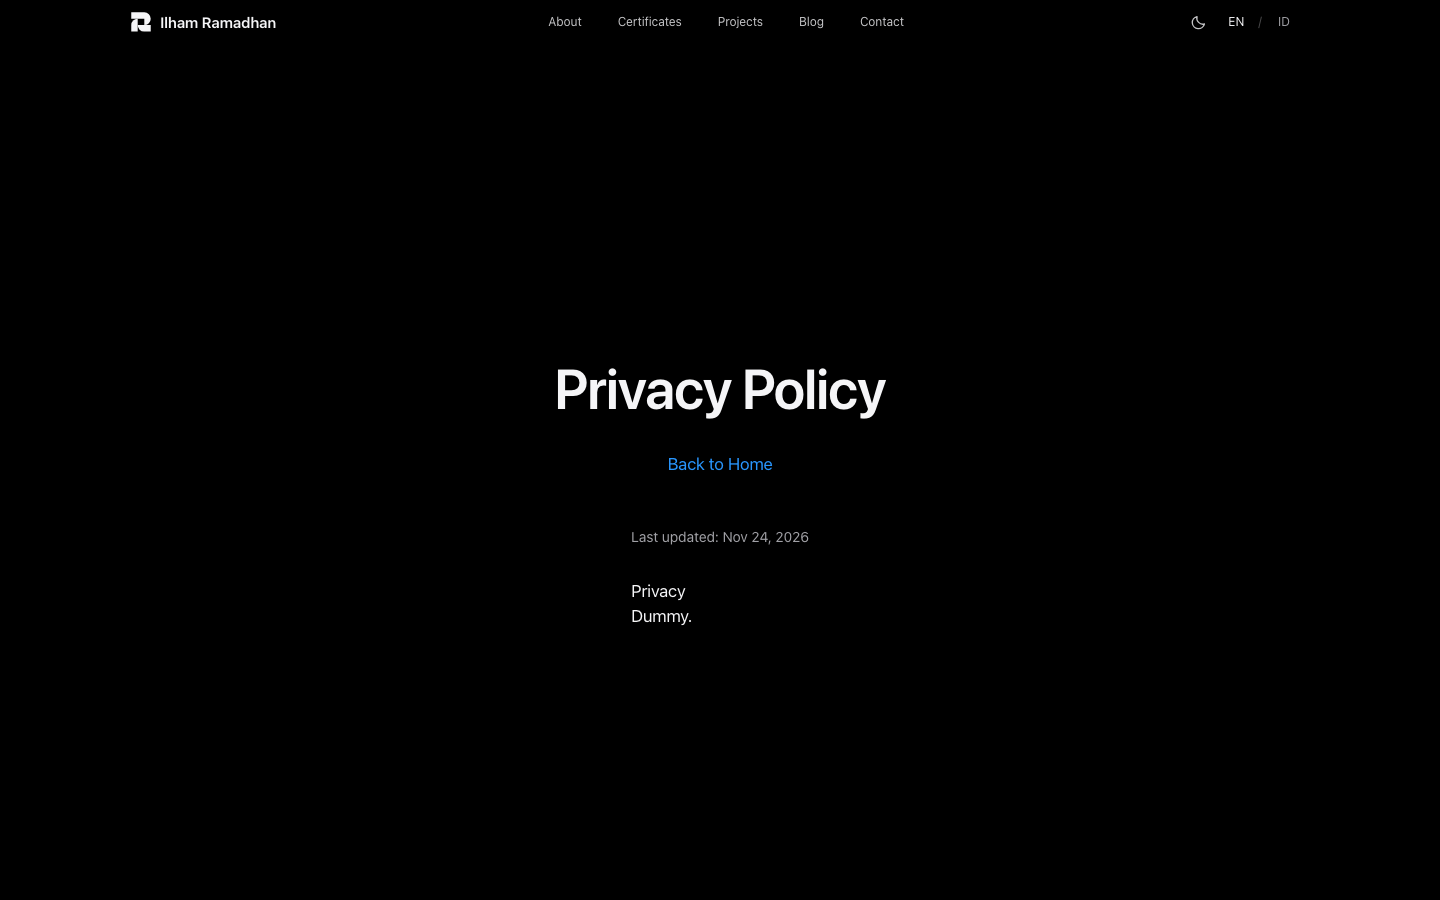 Ilham Ramadhan
About
Certificates
Projects
Blog
Contact
EN / ID
Privacy Policy
Back to Home
Last updated: Nov 24, 2026
Privacy
Dummy.